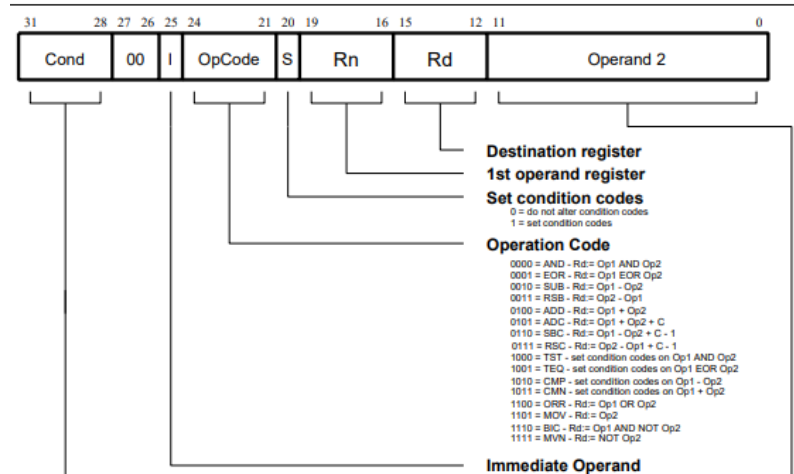 31 28 27 26 25 24 21 20 19 16 15 12 11 0
Cond 00 I OpCode S Rn Rd Operand 2
Destination register
1st operand register
Set condition codes
0 = do not alter condition codes
1 = set condition codes
Operation Code
0000 = AND - Rd:= Op1 AND Op2
0001 = EOR - Rd:= Op1 EOR Op2
0010 = SUB - Rd:= Op1 - Op2
0011 = RSB - Rd:= Op2 - Op1
0100 = ADD - Rd:= Op1 + Op2
0101 = ADC - Rd:= Op1 + Op2 + C
0110 = SBC - Rd:= Op1 - Op2 + C - 1
0111 = RSC - Rd:= Op2 - Op1 + C - 1
1000 = TST - set condition codes on Op1 AND Op2
1001 = TEQ - set condition codes on Op1 EOR Op2
1010 = CMP - set condition codes on Op1 - Op2
1011 = CMN - set condition codes on Op1 + Op2
1100 = ORR - Rd:= Op1 OR Op2
1101 = MOV - Rd:= Op2
1110 = BIC - Rd:= Op1 AND NOT Op2
1111 = MVN - Rd:= NOT Op2
Immediate Operand